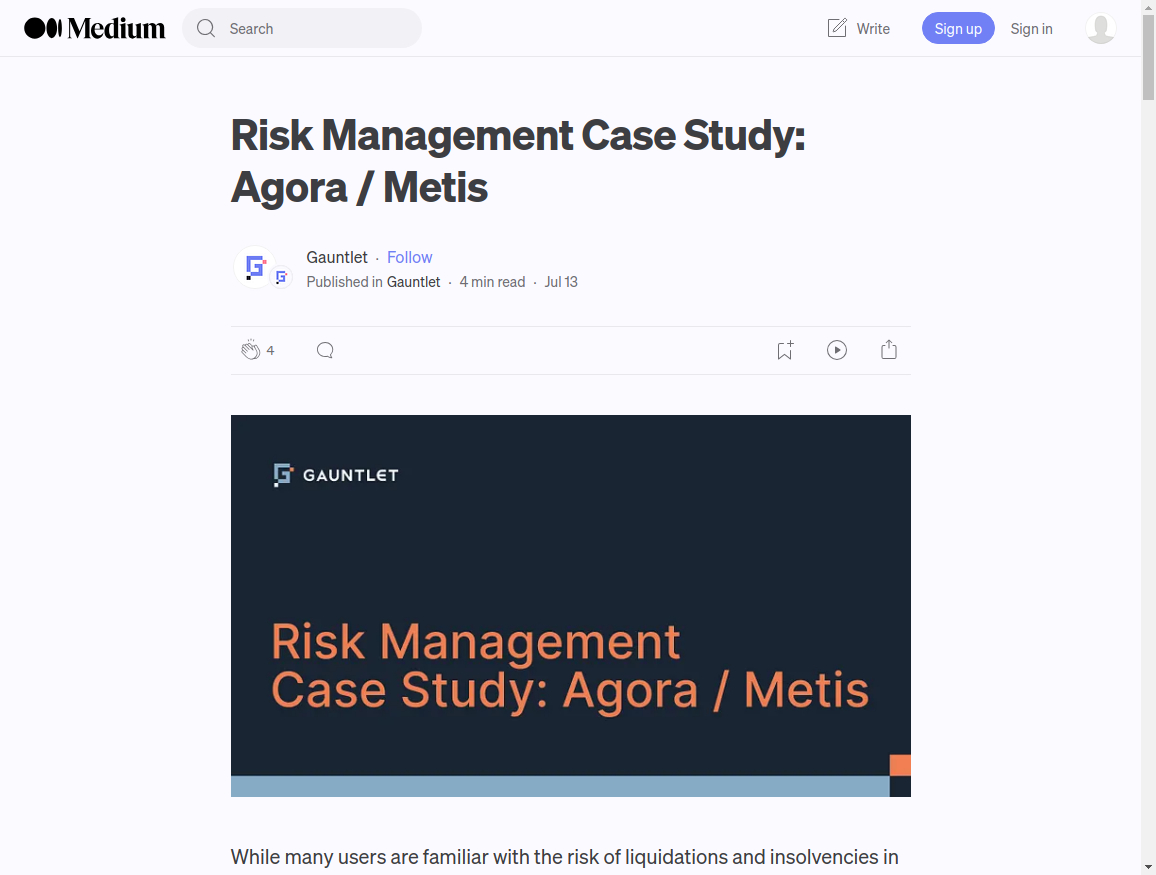 Medium
Search
Write
Sign up
Sign in
Risk Management Case Study:
Agora / Metis
Gauntlet · Follow
Published in Gauntlet · 4 min read · Jul 13
4
GAUNTLET
Risk Management
Case Study: Agora / Metis
While many users are familiar with the risk of liquidations and insolvencies in